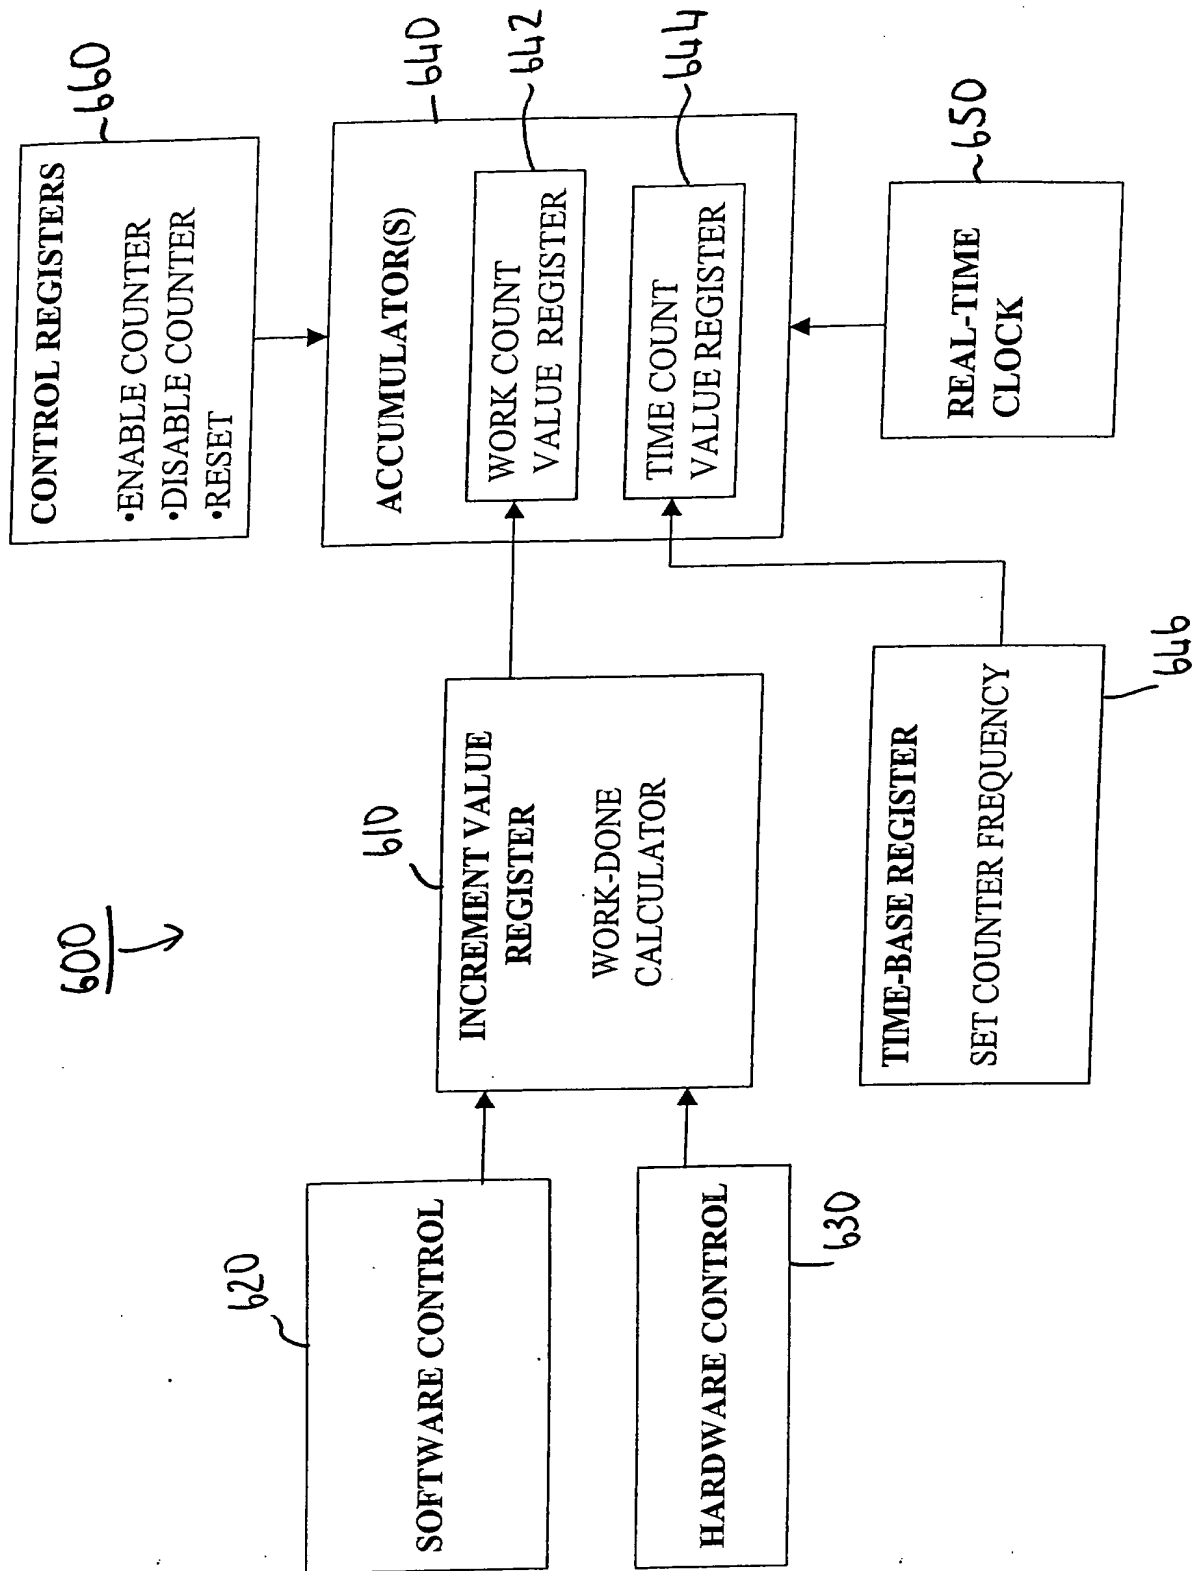 600
CONTROL REGISTERS
•ENABLE COUNTER
•DISABLE COUNTER
•RESET
660
SOFTWARE CONTROL
620
HARDWARE CONTROL
630
INCREMENT VALUE
REGISTER
WORK-DONE
CALCULATOR
610
ACCUMULATOR(S)
640
WORK COUNT
VALUE REGISTER
642
TIME COUNT
VALUE REGISTER
644
TIME-BASE REGISTER
SET COUNTER FREQUENCY
646
REAL-TIME
CLOCK
650